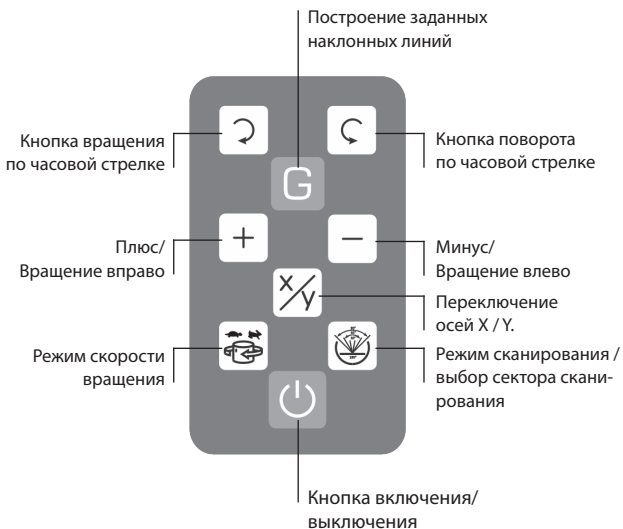 Построение заданных
наклонных линий
Кнопка вращения
по часовой стрелке
Кнопка поворота
по часовой стрелке
G
Плюс/
Вращение вправо
+
−
Минус/
Вращение влево
X/y
Переключение
осей X / Y.
Режим скорости
вращения
Режим сканирования /
выбор сектора скани-
рования
Кнопка включения/
выключения